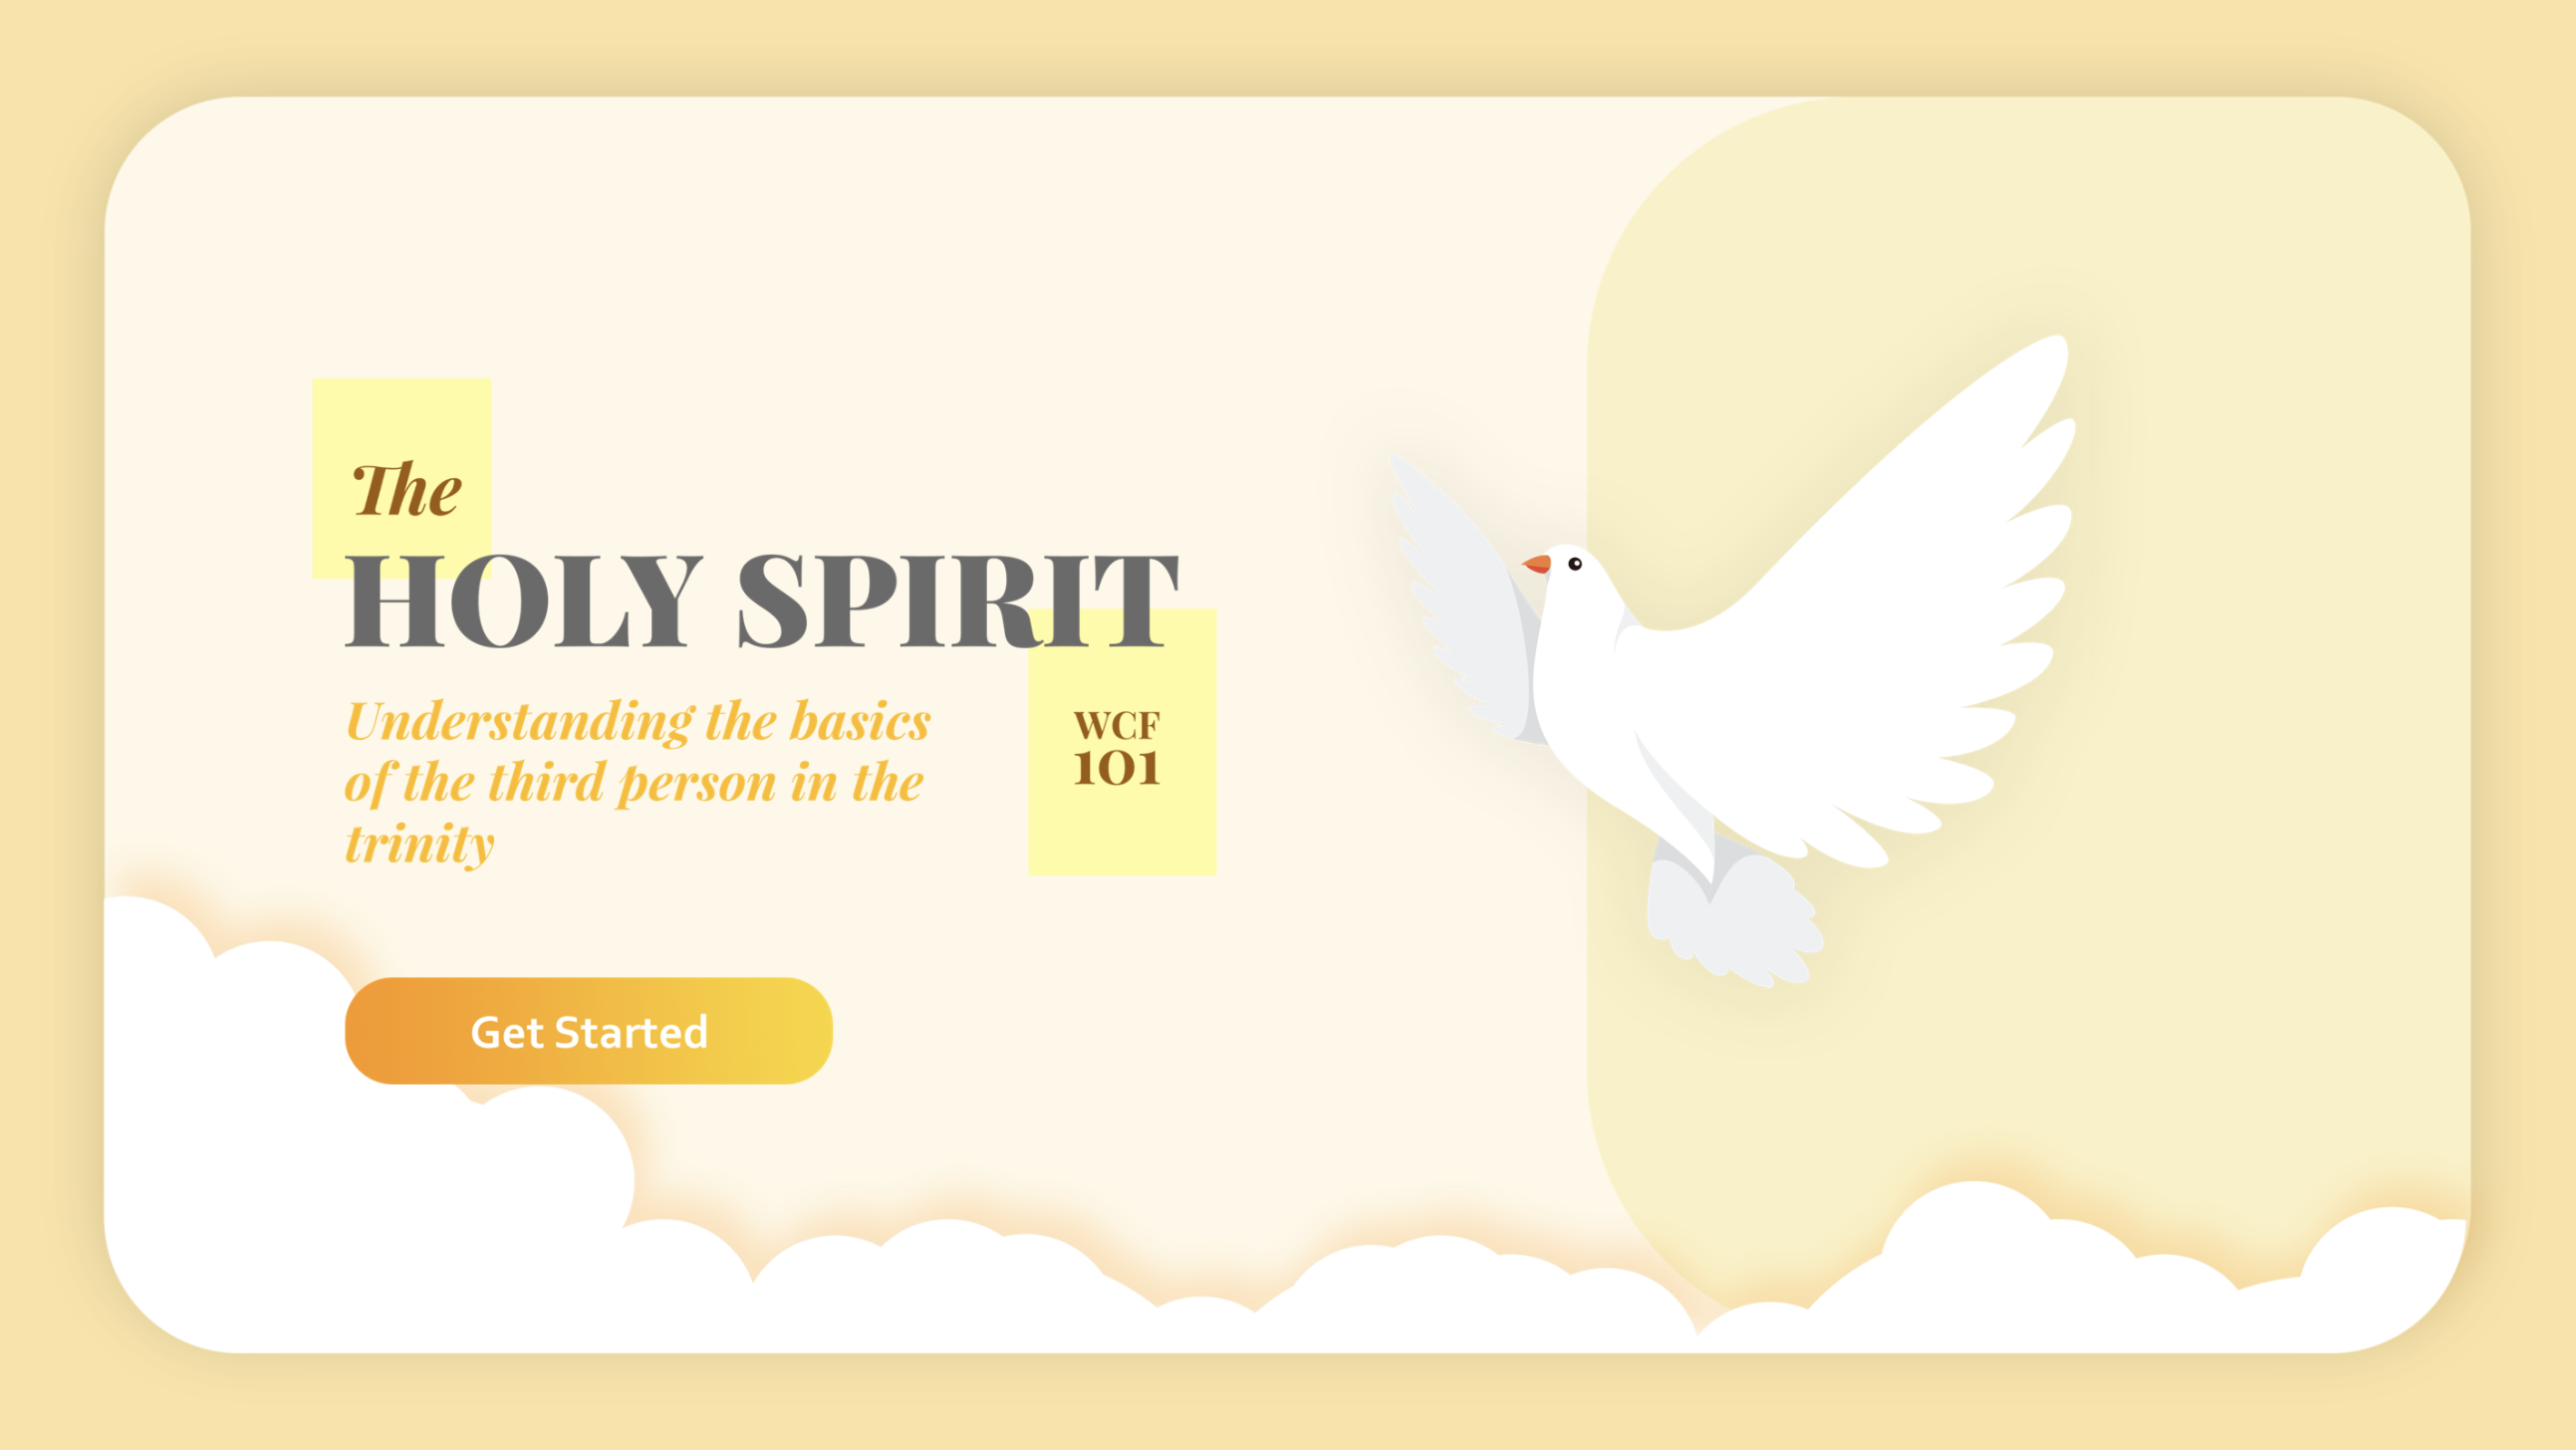 The
HOLY SPIRIT
Understanding the basics
of the third person in the
trinity
WCF
101
Get Started